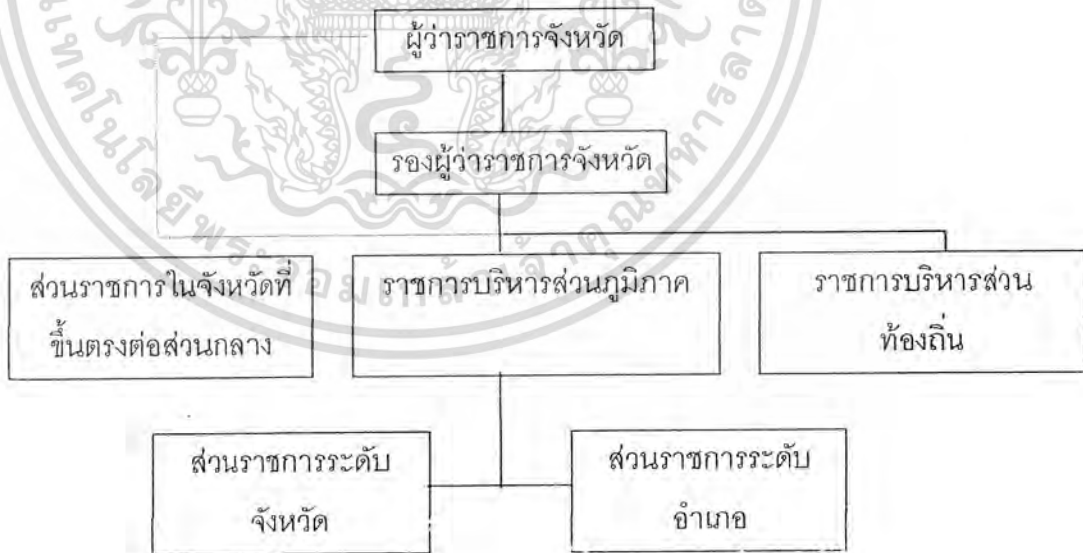 ผู้ว่าราชการจังหวัด
รองผู้ว่าราชการจังหวัด
ส่วนราชการในจังหวัดที่
ขึ้นตรงต่อส่วนกลาง
ราชการบริหารส่วนภูมิภาค
ราชการบริหารส่วน
ท้องถิ่น
ส่วนราชการระดับ
จังหวัด
ส่วนราชการระดับ
อำเภอ